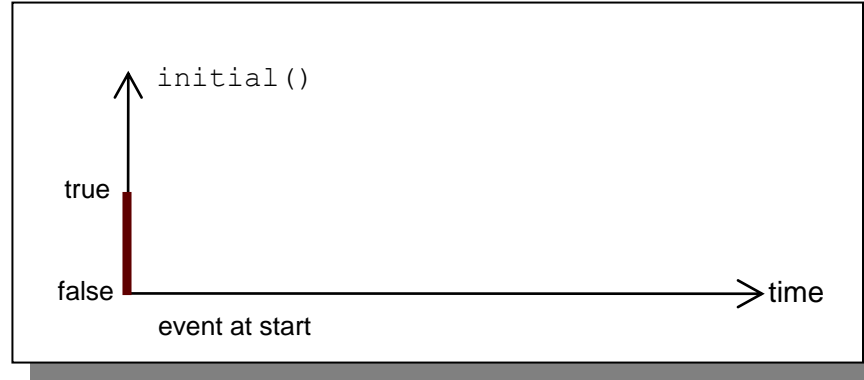 initial()
true
false
time
event at start